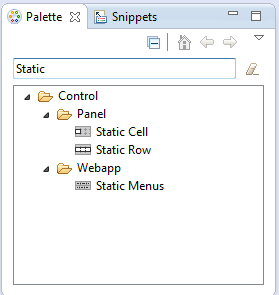 Palette Snippets
Static
Control
Panel
Static Cell
Static Row
Webapp
Static Menus